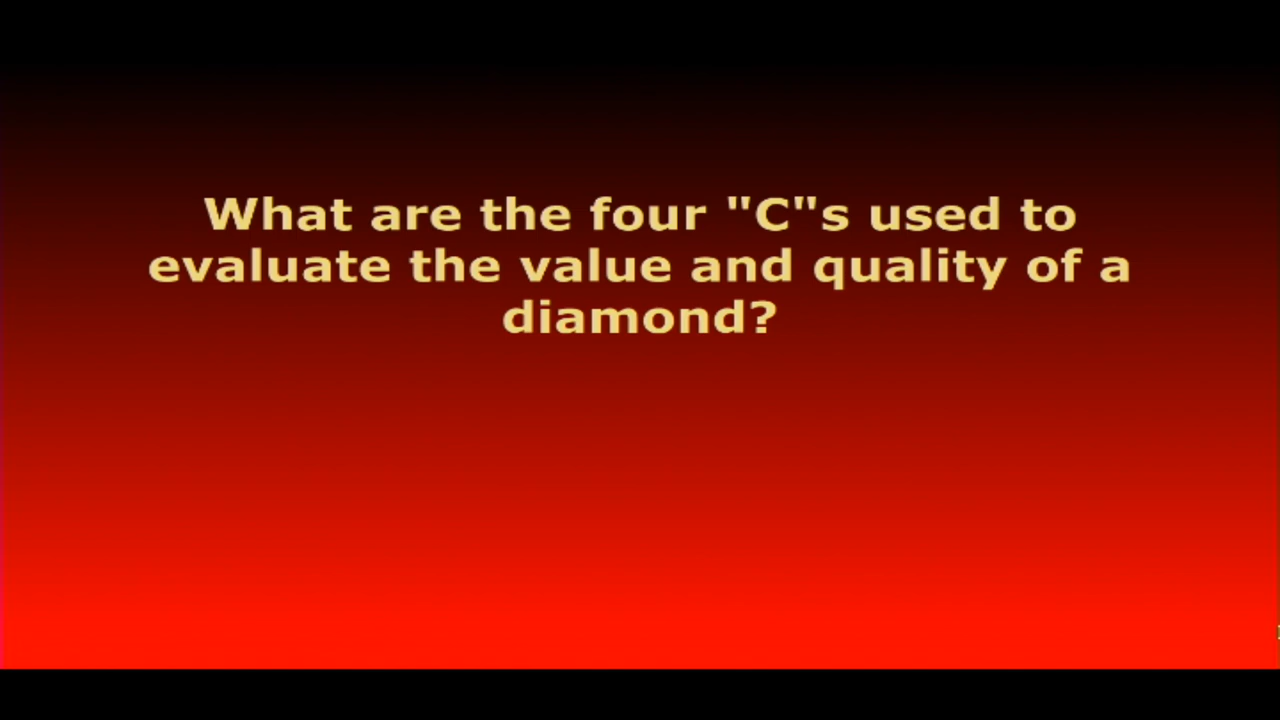 What are the four "C"s used to
evaluate the value and quality of a
diamond?